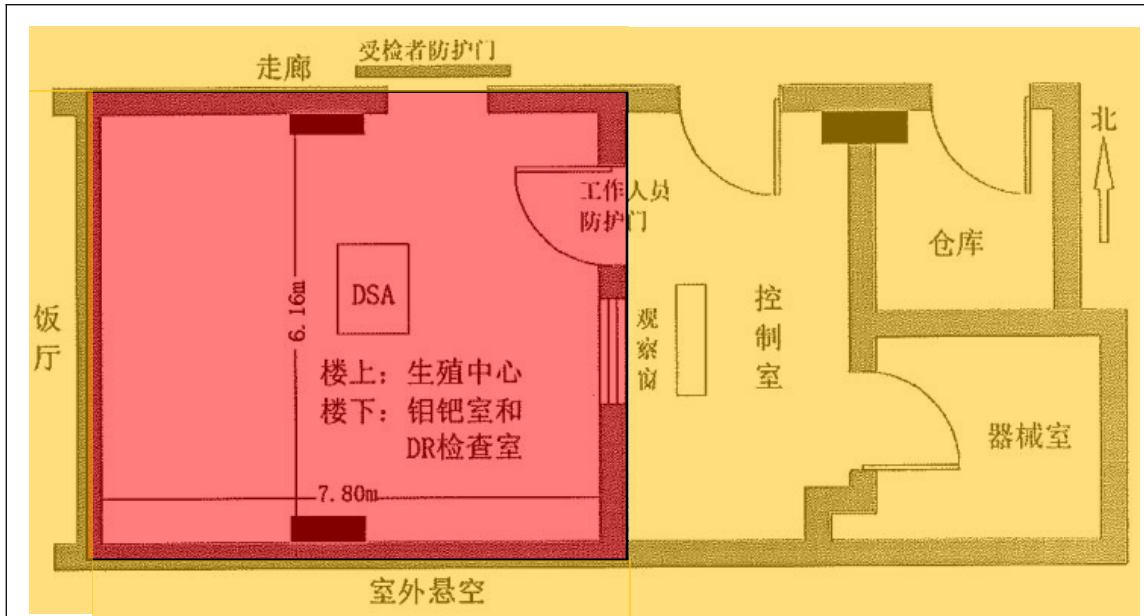 走廊
受检者防护门
北
工作人员
防护门
仓库
DSA
6.16m
饭厅
观察窗
控制室
楼上：生殖中心
楼下：钼钯室和
DR检查室
器械室
7.80m
室外悬空